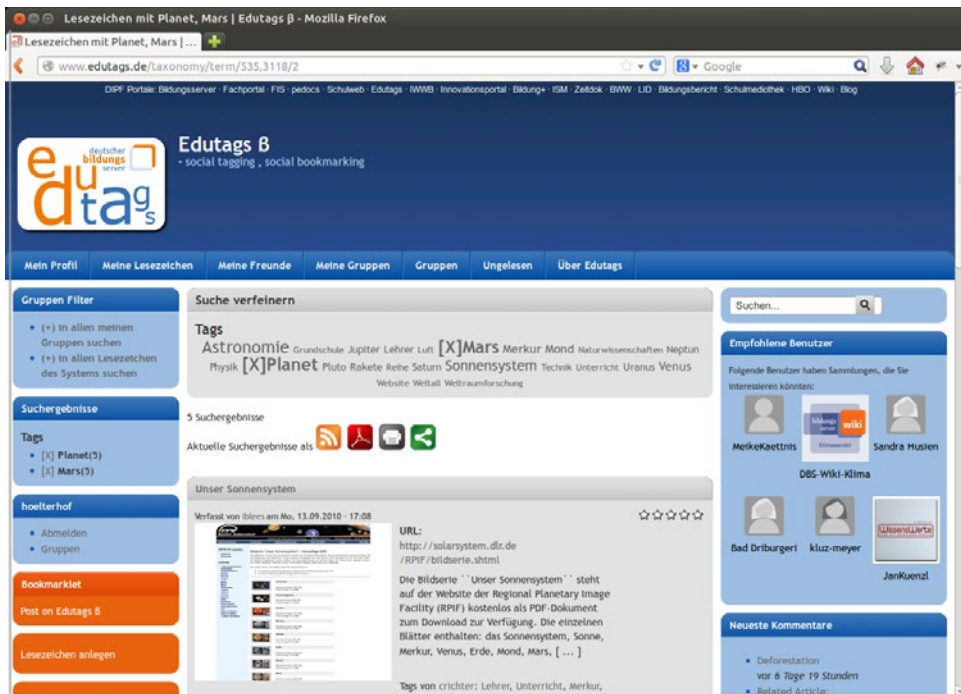 Lesezeichen mit Planet, Mars | Edutags β - Mozilla Firefox
Lesezeichen mit Planet, Mars | ...
www.edutags.de/taxonomy/term/535,3118/2
Google
DIPF Portale: Bildungsserver · Fachportal · FIS · pedocs · Schulweb · Edutags · IWWB · Innovationsportal · Bildung+ · ISM · Zeitdok · BWW · LID · Bildungsbericht · Schulmediothek · HBO · Wiki · Blog
deutscher
bildungs
server
edutags
Edutags ß
- social tagging , social bookmarking
Mein Profil Meine Lesezeichen Meine Freunde Meine Gruppen Gruppen Ungelesen Über Edutags
Gruppen Filter
(+) In allen meinen
Gruppen suchen
(+) In allen Lesezeichen
des Systems suchen
Suchergebnisse
Tags
[X] Planet(5)
[X] Mars(5)
hoelterhof
Abmelden
Gruppen
Bookmarklet
Post on Edutags ß
Lesezeichen anlegen
Suche verfeinern
Tags
Astronomie Grundschule Jupiter Lehrer Luft [X]Mars Merkur Mond Naturwissenschaften Neptun
Physik [X]Planet Pluto Rakete Reihe Saturn Sonnensystem Technik Unterricht Uranus Venus
Website Weltall Weltraumforschung
5 Suchergebnisse
Aktuelle Suchergebnisse als
Unser Sonnensystem
Verfasst von iblees am Mo, 13.09.2010 - 17:08
URL:
http://solarsystem.dlr.de
/RPIF/bildserie.shtml
Die Bildserie ``Unser Sonnensystem`` steht
auf der Website der Regional Planetary Image
Facility (RPIF) kostenlos als PDF-Dokument
zum Download zur Verfügung. Die einzelnen
Blätter enthalten: das Sonnensystem, Sonne,
Merkur, Venus, Erde, Mond, Mars, [ ... ]
Tags von crichter: Lehrer, Unterricht, Merkur,
Suchen...
Empfohlene Benutzer
Folgende Benutzer haben Sammlungen, die Sie
interessieren könnten:
MeikeKaettnis
bildungs
server
wiki
Klimawandel
DBS-Wiki-Klima
Sandra Husien
Bad Driburgeri
kluz-meyer
WissensWerte
JanKuenzl
Neueste Kommentare
Deforestation
vor 6 Tage 19 Stunden
Related Article: